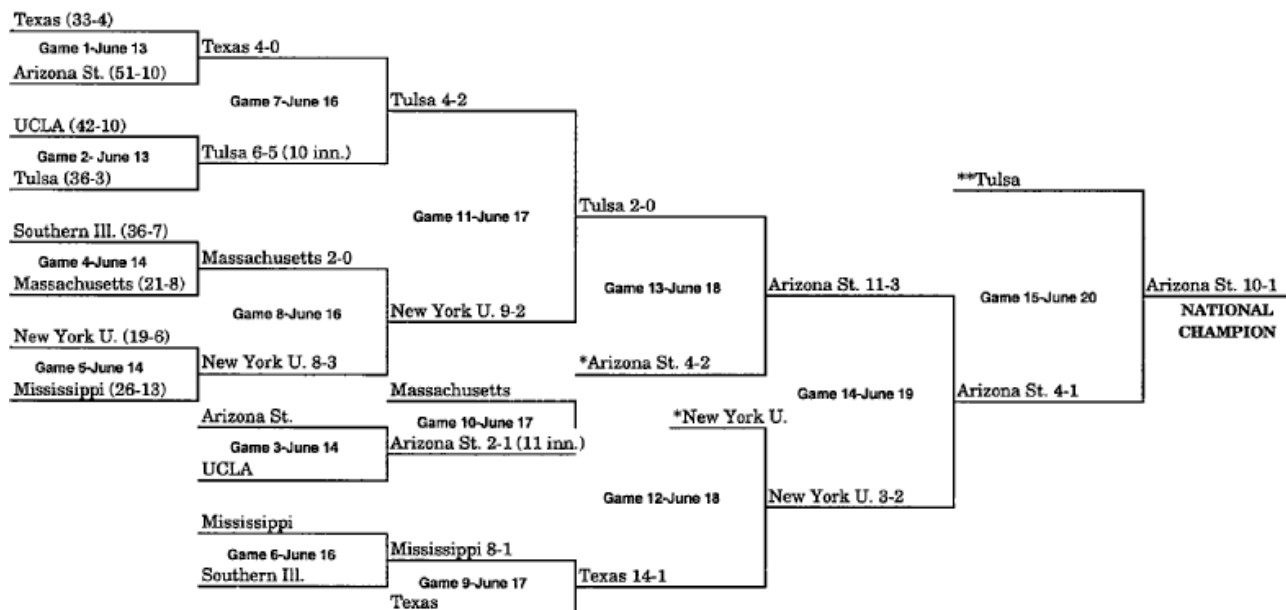 Texas (33-4)
Game 1-June 13
Arizona St. (51-10)
Texas 4-0
Game 7-June 16
UCLA (42-10)
Game 2- June 13
Tulsa (36-3)
Tulsa 6-5 (10 inn.)
Tulsa 4-2
Game 11-June 17
Southern Ill. (36-7)
Game 4-June 14
Massachusetts (21-8)
Massachusetts 2-0
Game 8-June 16
New York U. (19-6)
Game 5-June 14
Mississippi (26-13)
New York U. 8-3
New York U. 9-2
Tulsa 2-0
Game 13-June 18
*Arizona St. 4-2
Massachusetts
Game 10-June 17
Arizona St. 2-1 (11 inn.)
Arizona St.
Game 3-June 14
UCLA
Mississippi
Game 6-June 16
Southern Ill.
Mississippi 8-1
Game 9-June 17
Texas
*New York U.
Game 12-June 18
Texas 14-1
Arizona St. 11-3
Game 14-June 19
New York U. 3-2
**Tulsa
Game 15-June 20
Arizona St. 4-1
Arizona St. 10-1
NATIONAL
CHAMPION